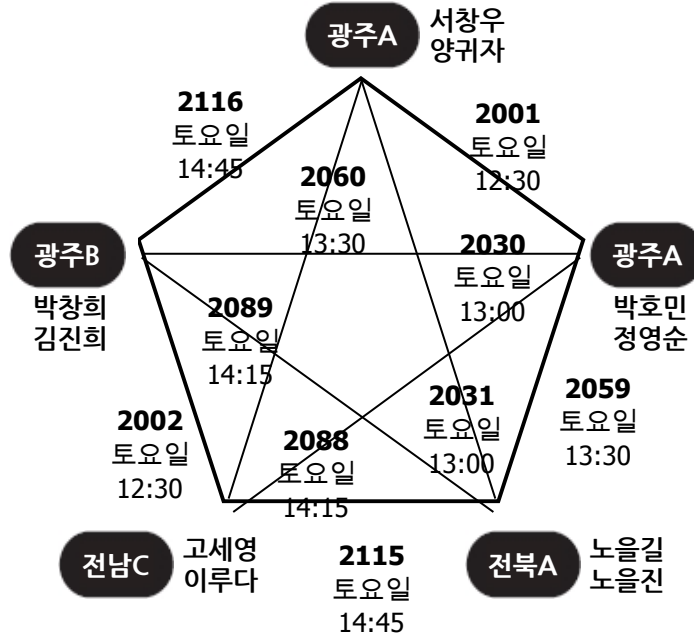 광주A
서창우
양귀자
2116
토요일
14:45
2001
토요일
12:30
2060
토요일
13:30
2030
토요일
13:00
광주B
박창희
김진희
광주A
박호민
정영순
2089
토요일
14:15
2031
토요일
13:00
2059
토요일
13:30
2002
토요일
12:30
2088
토요일
14:15
전남C
고세영
이루다
2115
토요일
14:45
전북A
노을길
노을진